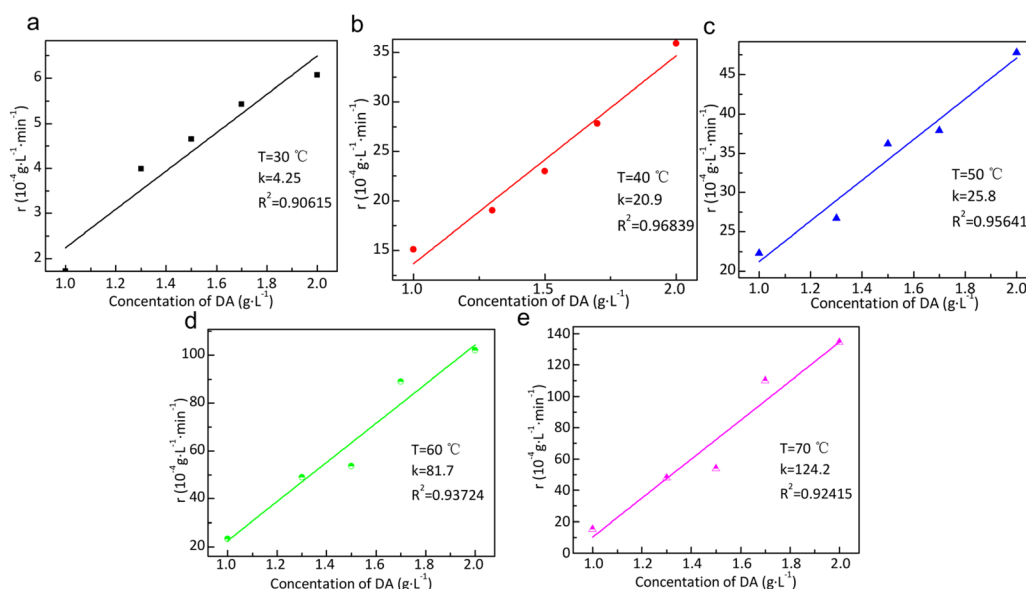 a
r (10⁻⁴g·L⁻¹·min⁻¹)
6
5
4
3
2
T=30 ℃
k=4.25
R²=0.90615
1.0 1.2 1.4 1.6 1.8 2.0
Concentation of DA (g·L⁻¹)
b
r (10⁻⁴g·L⁻¹·min⁻¹)
35
30
25
20
15
T=40 ℃
k=20.9
R²=0.96839
1.0 1.5 2.0
Concentation of DA (g·L⁻¹)
c
r (10⁻⁴g·L⁻¹·min⁻¹)
50
45
40
35
30
25
20
T=50 ℃
k=25.8
R²=0.95641
1.0 1.2 1.4 1.6 1.8 2.0
Concentation of DA (g·L⁻¹)
d
r (10⁻⁴g·L⁻¹·min⁻¹)
100
80
60
40
20
T=60 ℃
k=81.7
R²=0.93724
1.0 1.2 1.4 1.6 1.8 2.0
Concentation of DA (g·L⁻¹)
e
r (10⁻⁴g·L⁻¹·min⁻¹)
140
120
100
80
60
40
20
0
T=70 ℃
k=124.2
R²=0.92415
1.0 1.2 1.4 1.6 1.8 2.0
Concentation of DA (g·L⁻¹)